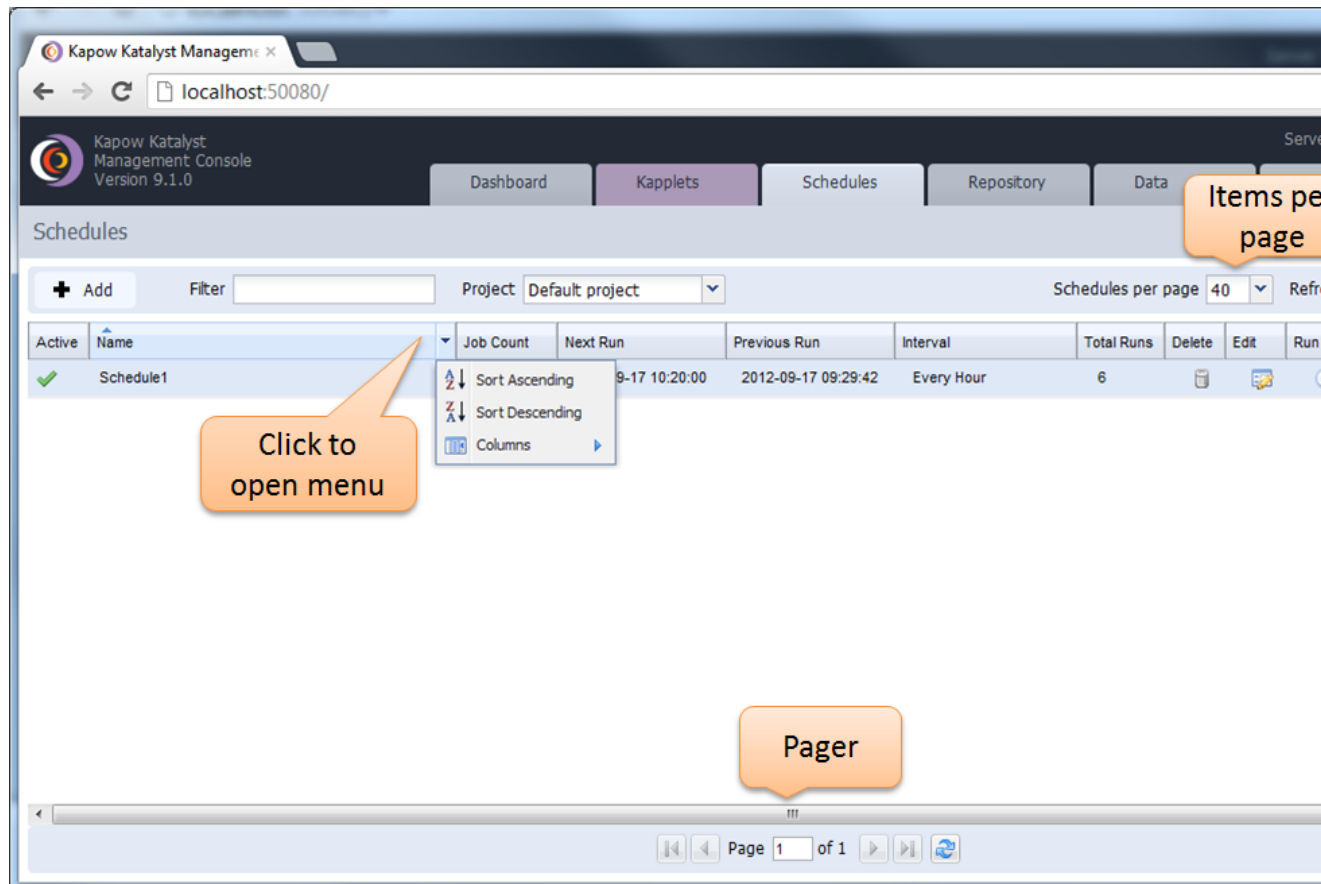 Kapow Katalyst Manageme
localhost:50080/
Kapow Katalyst
Management Console
Version 9.1.0
Serve
Dashboard Kapplets Schedules Repository Data
Items pe
page
Schedules
Add Filter Project Default project Schedules per page 40 Refr
Active Name Job Count Next Run Previous Run Interval Total Runs Delete Edit Run
Schedule1 9-17 10:20:00 2012-09-17 09:29:42 Every Hour 6
Sort Ascending
Sort Descending
Columns
Click to
open menu
Pager
Page 1 of 1